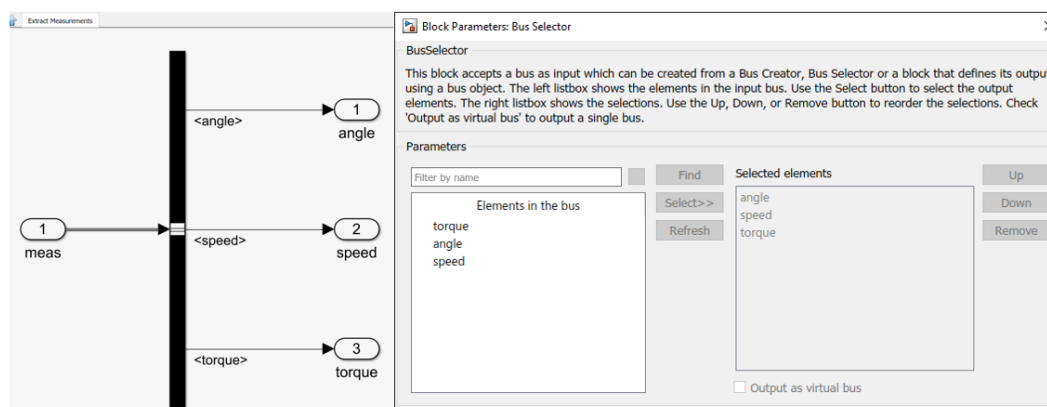 Extract Measurements
1
meas
<angle>
1
angle
<speed>
2
speed
<torque>
3
torque
Block Parameters: Bus Selector
BusSelector
This block accepts a bus as input which can be created from a Bus Creator, Bus Selector or a block that defines its output
using a bus object. The left listbox shows the elements in the input bus. Use the Select button to select the output
elements. The right listbox shows the selections. Use the Up, Down, or Remove button to reorder the selections. Check
'Output as virtual bus' to output a single bus.
Parameters
Filter by name
Find
Select>>
Refresh
Elements in the bus
torque
angle
speed
Selected elements
angle
speed
torque
Up
Down
Remove
Output as virtual bus